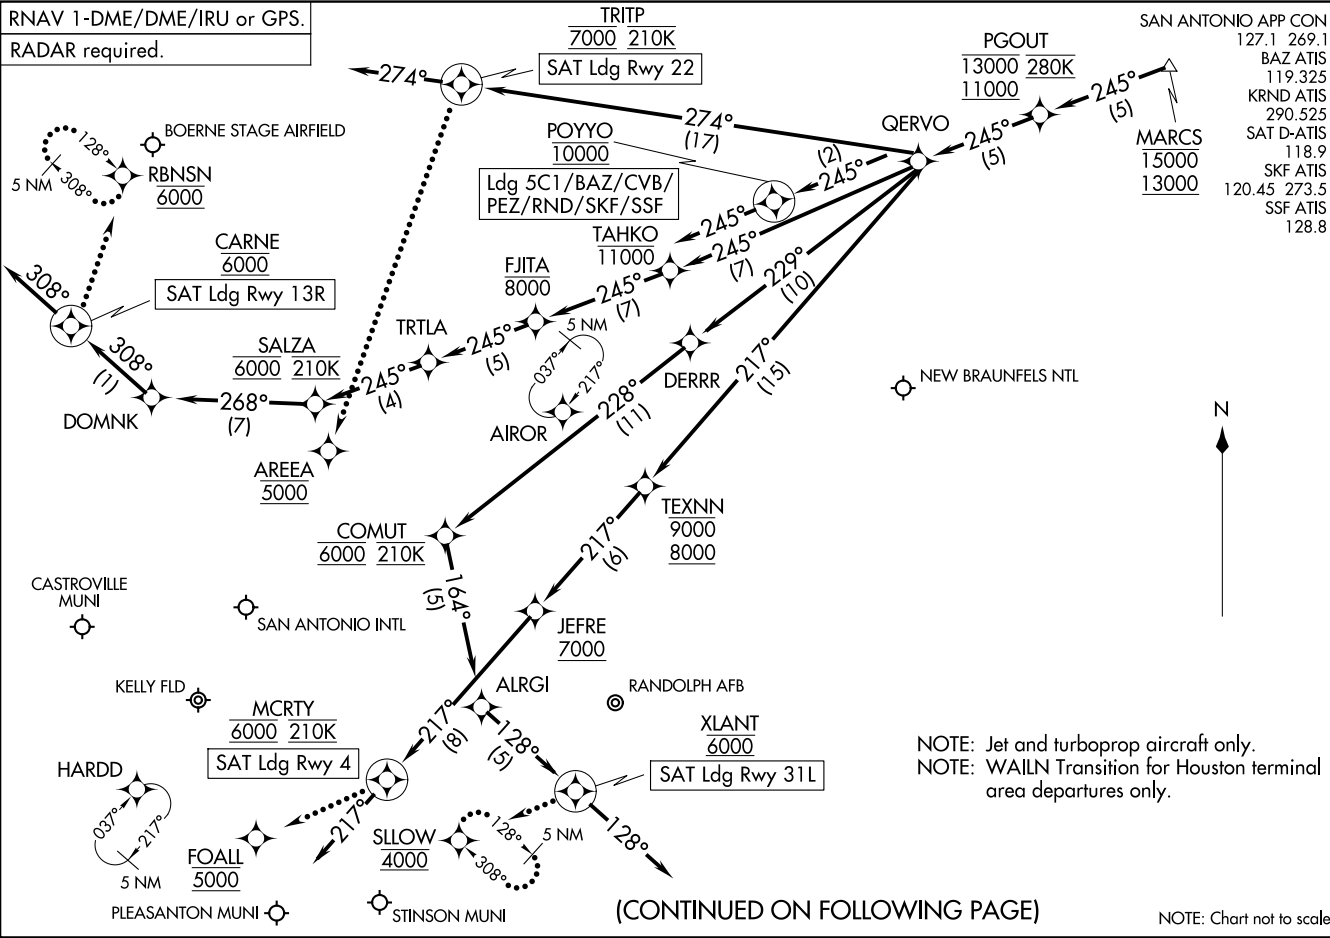 RNAV 1-DME/DME/IRU or GPS.
RADAR required.
TRITP
7000 210K
SAT Ldg Rwy 22
274°
PGOUT
13000 280K
11000
SAN ANTONIO APP CON
127.1 269.1
BAZ ATIS
119.325
KRND ATIS
290.525
SAT D-ATIS
118.9
SKF ATIS
120.45 273.5
SSF ATIS
128.8
245°
(5)
MARCS
15000
13000
245°
(5)
QERVO
274°
(17)
POYYO
10000
Ldg 5C1/BAZ/CVB/
PEZ/RND/SKF/SSF
(2)
245°
245°
BOERNE STAGE AIRFIELD
128°
308°
5 NM
RBNSN
6000
TAHKO
11000
245°
(7)
229°
(10)
CARNE
6000
SAT Ldg Rwy 13R
308°
FJITA
8000
245°
(7)
5 NM
037°
217°
AIROR
TRTLA
245°
(5)
SALZA
6000 210K
245°
(4)
308°
(1)
DOMNK
268°
(7)
AREEA
5000
DERRR
217°
(15)
228°
(11)
NEW BRAUNFELS NTL
N
COMUT
6000 210K
TEXNN
9000
8000
217°
(6)
164°
(5)
CASTROVILLE
MUNI
SAN ANTONIO INTL
JEFRE
7000
KELLY FLD
MCRTY
6000 210K
SAT Ldg Rwy 4
217°
(8)
ALRGI
RANDOLPH AFB
128°
(5)
XLANT
6000
SAT Ldg Rwy 31L
NOTE: Jet and turboprop aircraft only.
NOTE: WAILN Transition for Houston terminal
area departures only.
HARDD
037°
217°
5 NM
FOALL
5000
217°
SLLOW
4000
128°
308°
5 NM
128°
PLEASANTON MUNI
STINSON MUNI
(CONTINUED ON FOLLOWING PAGE)
NOTE: Chart not to scale